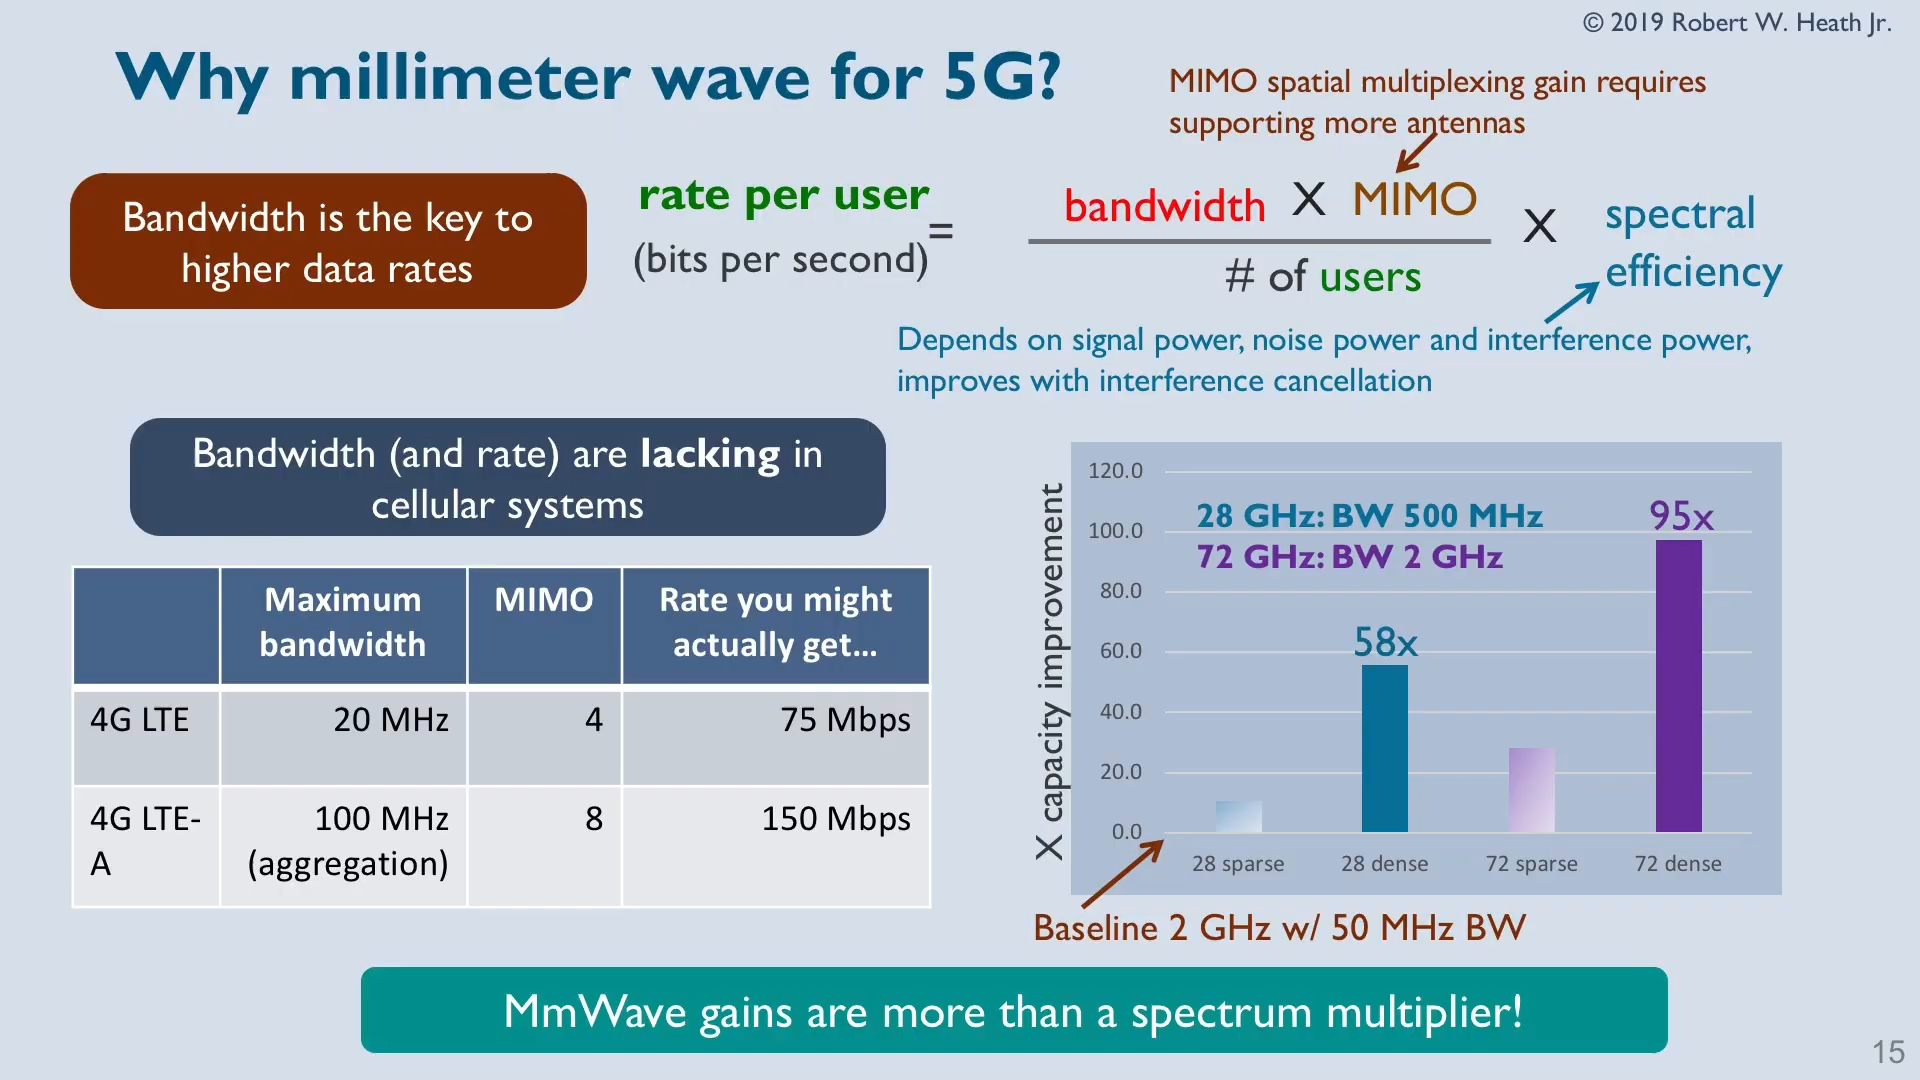 © 2019 Robert W. Heath Jr.
Why millimeter wave for 5G?
MIMO spatial multiplexing gain requires
supporting more antennas
Bandwidth is the key to
higher data rates
rate per user
(bits per second)
=
bandwidth X MIMO
# of users
X
spectral
efficiency
Depends on signal power, noise power and interference power,
improves with interference cancellation
Bandwidth (and rate) are lacking in
cellular systems
Maximum
bandwidth
MIMO
Rate you might
actually get...
4G LTE
20 MHz
4
75 Mbps
4G LTE-
A
100 MHz
(aggregation)
8
150 Mbps
X capacity improvement
120.0
100.0
80.0
60.0
40.0
20.0
0.0
28 GHz: BW 500 MHz
72 GHz: BW 2 GHz
58x
95x
28 sparse
28 dense
72 sparse
72 dense
Baseline 2 GHz w/ 50 MHz BW
MmWave gains are more than a spectrum multiplier!
15